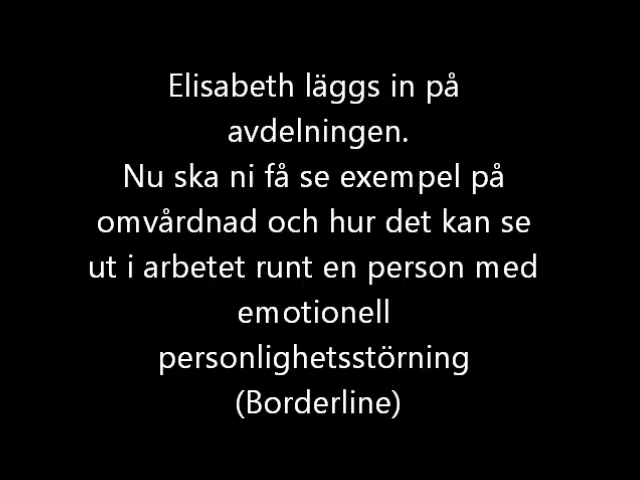 Elisabeth läggs in på
avdelningen.
Nu ska ni få se exempel på
omvårdnad och hur det kan se
ut i arbetet runt en person med
emotionell
personlighetsstörning
(Borderline)